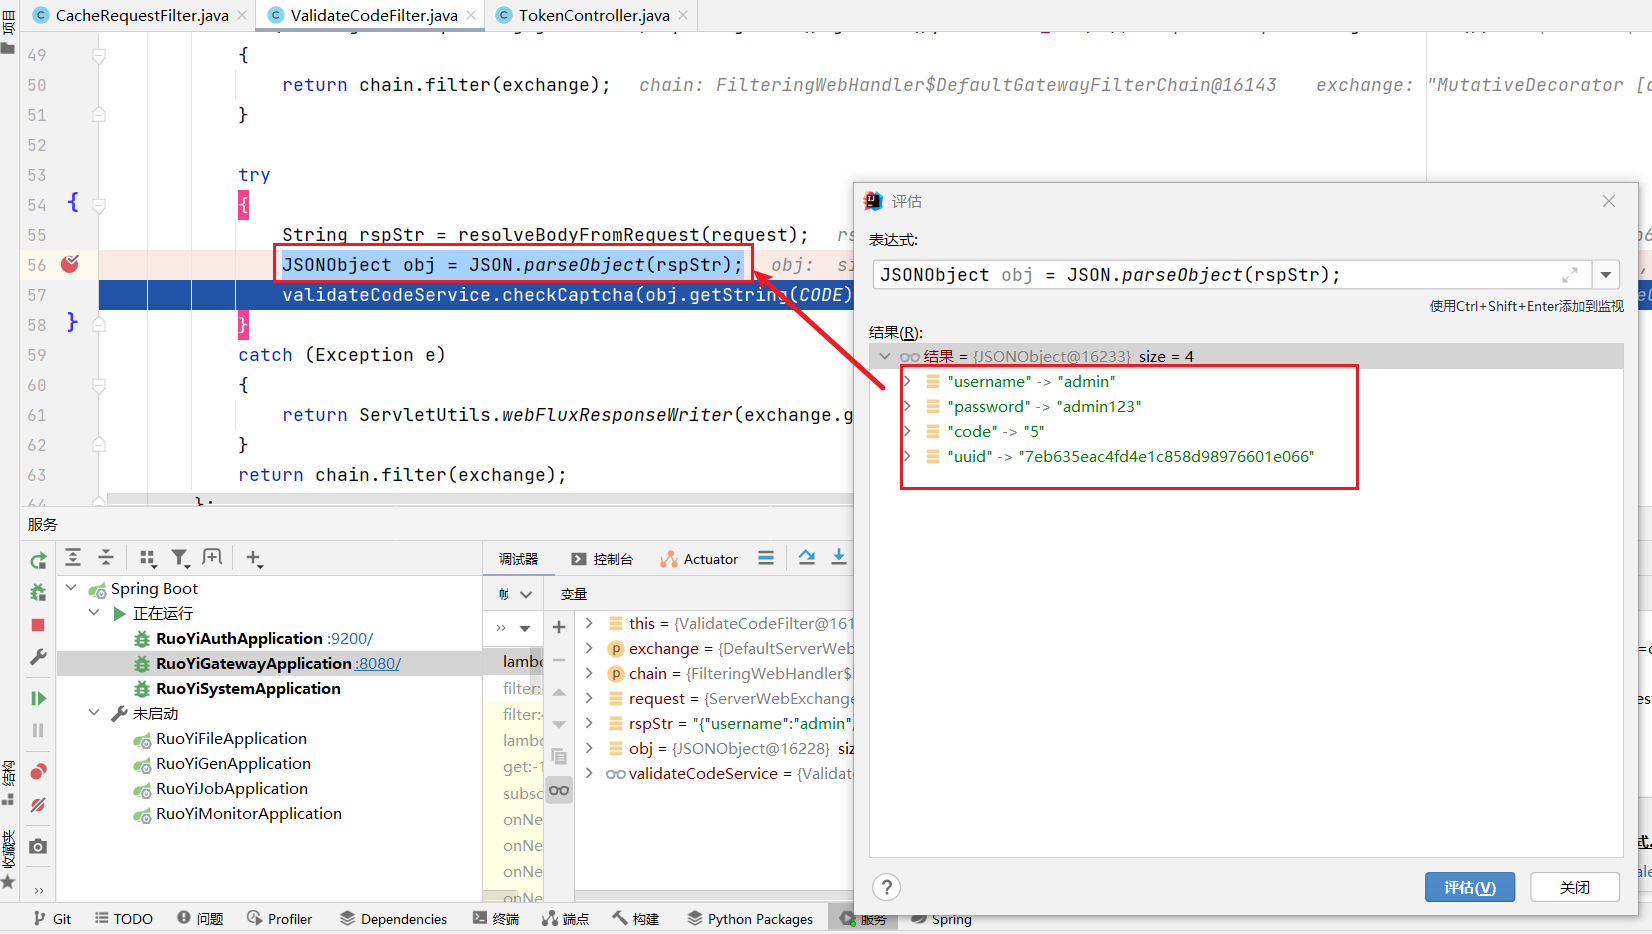 项目
CacheRequestFilter.java
ValidateCodeFilter.java
TokenController.java
49 {
50 return chain.filter(exchange); chain: FilteringWebHandler$DefaultGatewayFilterChain@16143 exchange: "MutativeDecorator [
51 }
52
53 try
54 {
55 String rspStr = resolveBodyFromRequest(request);
56 JSONObject obj = JSON.parseObject(rspStr); obj:
57 validateCodeService.checkCaptcha(obj.getString(CODE)
58 }
59 catch (Exception e)
60 {
61 return ServletUtils.webFluxResponseWriter(exchange.g
62 }
63 return chain.filter(exchange);
64 };
评估
表达式:
JSONObject obj = JSON.parseObject(rspStr);
使用Ctrl+Shift+Enter添加到监视
结果(R):
结果 = {JSONObject@16233} size = 4
"username" -> "admin"
"password" -> "admin123"
"code" -> "5"
"uuid" -> "7eb635eac4fd4e1c858d98976601e066"
?
评估(V)
关闭
服务
Spring Boot
正在运行
RuoYiAuthApplication :9200/
RuoYiGatewayApplication :8080/
RuoYiSystemApplication
未启动
RuoYiFileApplication
RuoYiGenApplication
RuoYiJobApplication
RuoYiMonitorApplication
调试器
控制台
Actuator
帧
变量
lambd
filter:
filter:
lambd
get:-1
subsc
onNe
onNe
onNe
onNe
this = {ValidateCodeFilter@161
exchange = {DefaultServerWeb
chain = {FilteringWebHandler$
request = {ServerWebExchange
rspStr = "{"username":"admin"
obj = {JSONObject@16228} siz
validateCodeService = {Valida
结构
收藏夹
Git
TODO
问题
Profiler
Dependencies
终端
端点
构建
Python Packages
服务
Spring